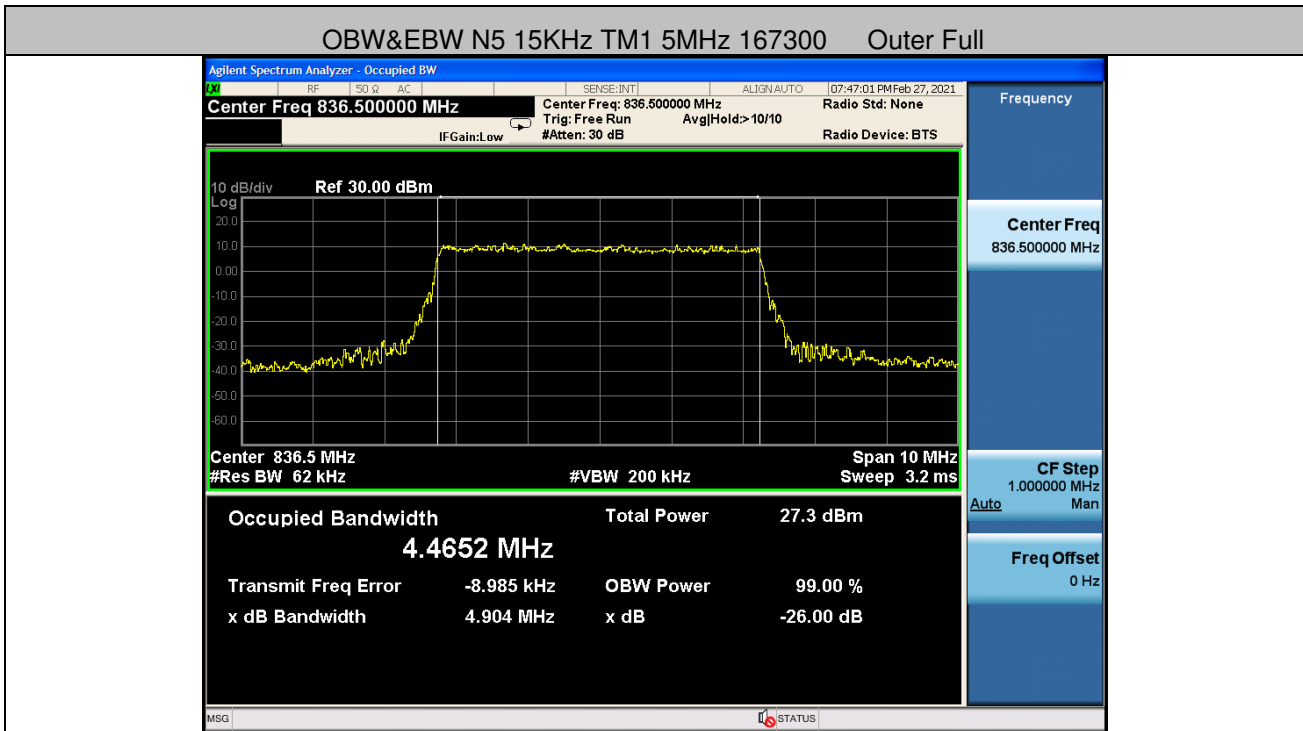 OBW&EBW N5 15KHz TM1 5MHz 167300 Outer Full
Agilent Spectrum Analyzer - Occupied BW
LXI RF 50 Ω AC SENSE:INT ALIGNAUTO 07:47:01 PM Feb 27, 2021
Center Freq 836.500000 MHz Center Freq: 836.500000 MHz Radio Std: None
Trig: Free Run Avg|Hold:> 10/10
IFGain:Low #Atten: 30 dB Radio Device: BTS
Frequency
10 dB/div Ref 30.00 dBm
Log
20.0
10.0
0.00
-10.0
-20.0
-30.0
-40.0
-50.0
-60.0
Center 836.5 MHz Span 10 MHz
#Res BW 62 kHz #VBW 200 kHz Sweep 3.2 ms
Center Freq
836.500000 MHz
CF Step
1.000000 MHz
Auto Man
Freq Offset
0 Hz
Occupied Bandwidth Total Power 27.3 dBm
4.4652 MHz
Transmit Freq Error -8.985 kHz OBW Power 99.00 %
x dB Bandwidth 4.904 MHz x dB -26.00 dB
MSG STATUS